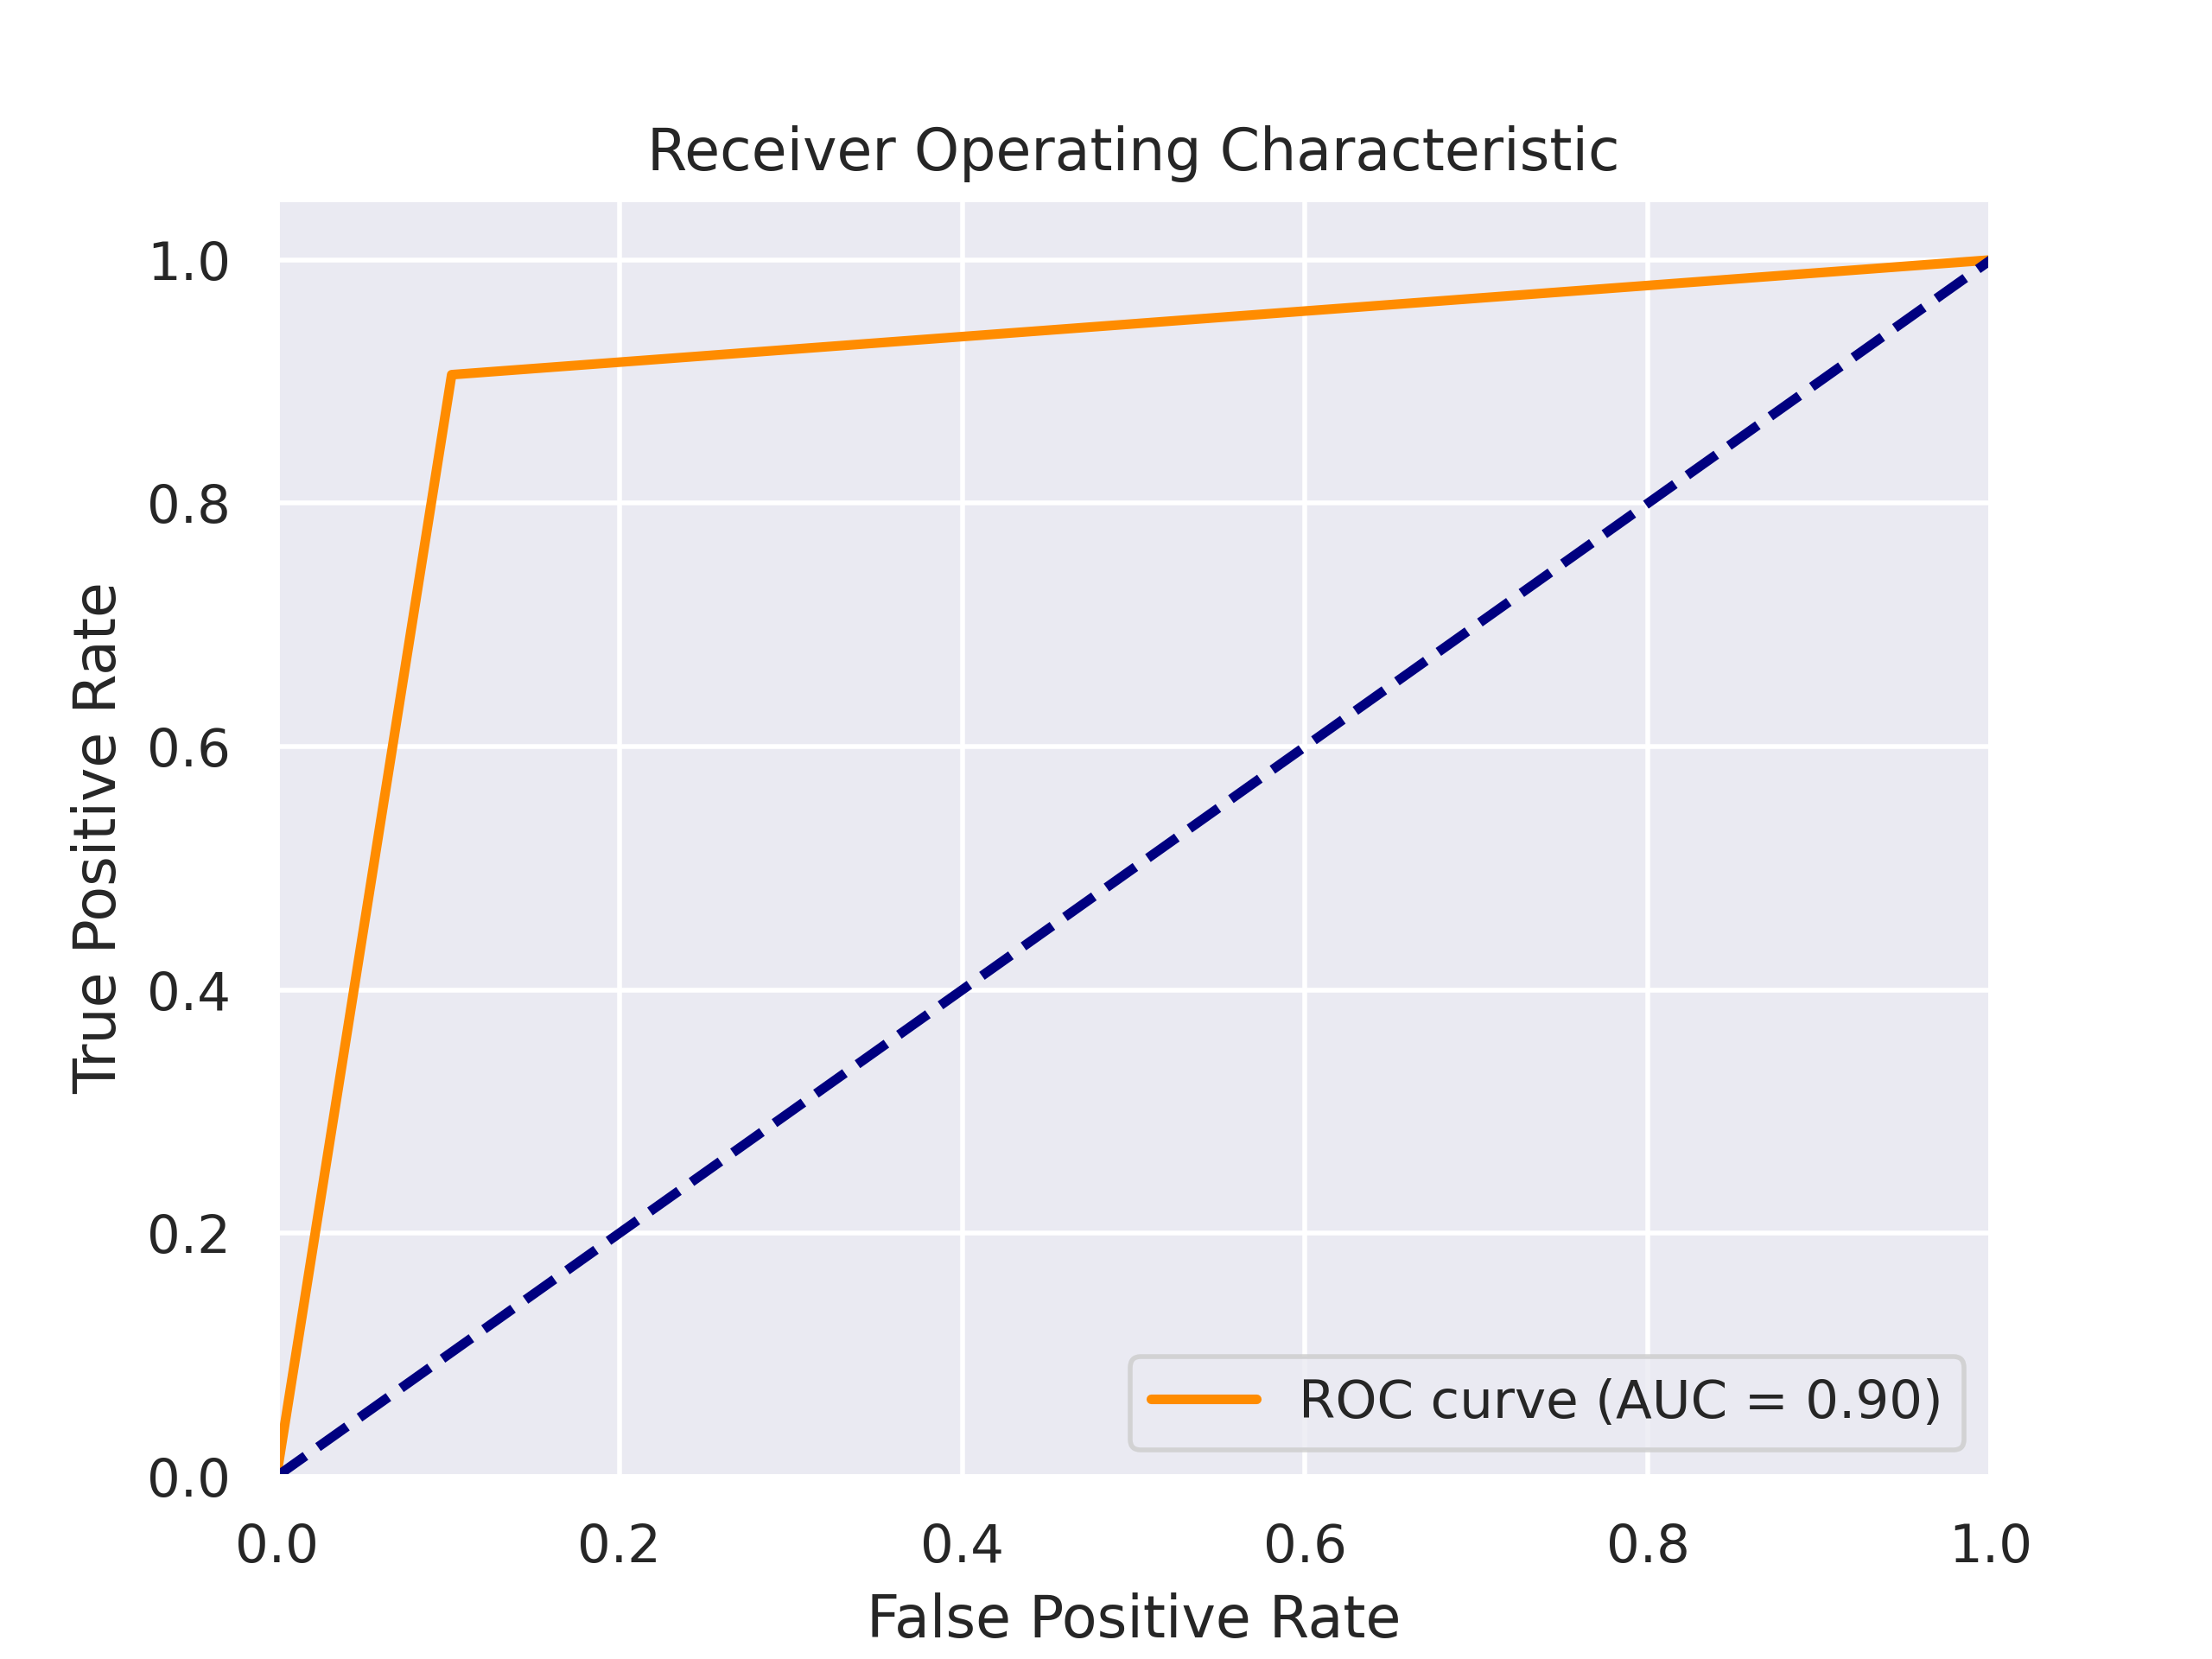 Receiver Operating Characteristic
1.0
0.8
0.6
0.4
0.2
0.0
True Positive Rate
ROC curve (AUC = 0.90)
0.0 0.2 0.4 0.6 0.8 1.0
False Positive Rate